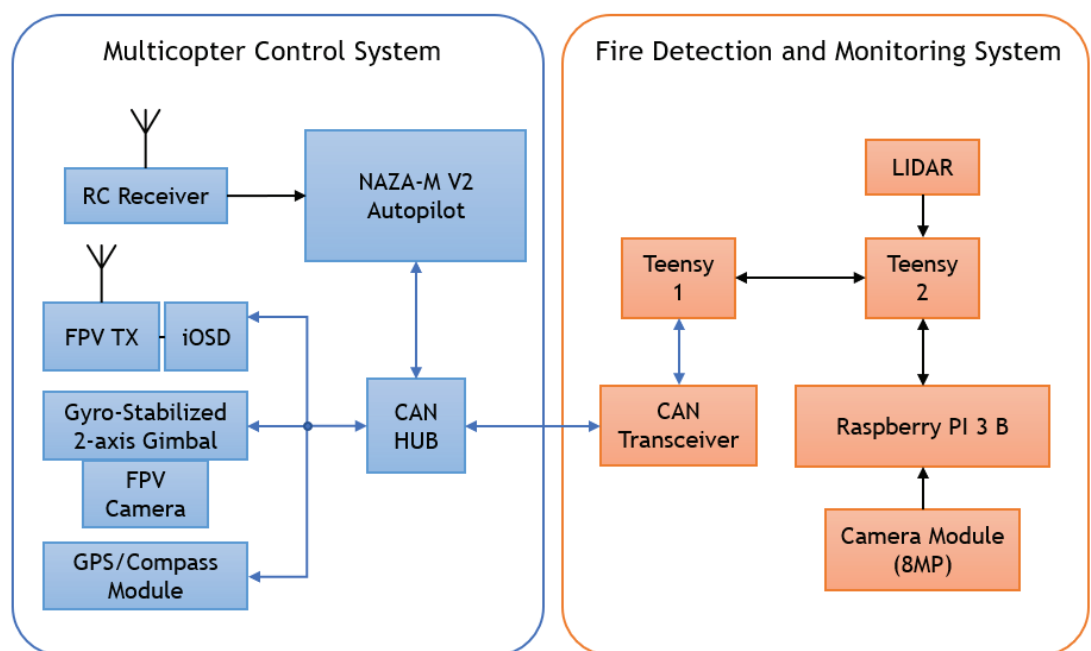 Multicopter Control System
RC Receiver
NAZA-M V2
Autopilot
FPV TX
iOSD
Gyro-Stabilized
2-axis Gimbal
FPV
Camera
GPS/Compass
Module
CAN
HUB
Fire Detection and Monitoring System
LIDAR
Teensy
1
Teensy
2
CAN
Transceiver
Raspberry PI 3 B
Camera Module
(8MP)